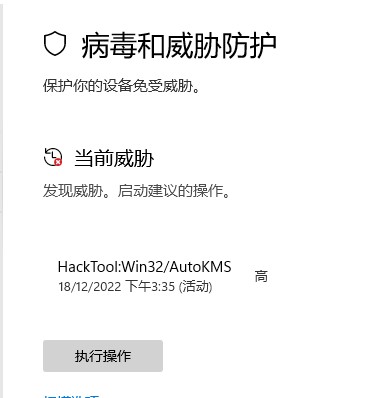 病毒和威胁防护
保护你的设备免受威胁。
当前威胁
发现威胁。启动建议的操作。
HackTool:Win32/AutoKMS
高
18/12/2022 下午3:35 (活动)
执行操作